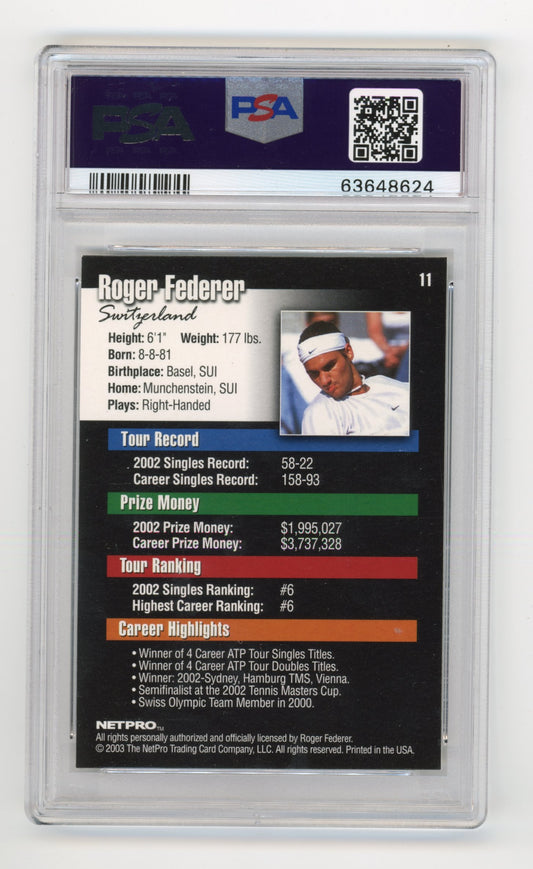 PSA
PSA
63648624
Roger Federer
11
Switzerland
Height: 6'1" Weight: 177 lbs.
Born: 8-8-81
Birthplace: Basel, SUI
Home: Munchenstein, SUI
Plays: Right-Handed
Tour Record
2002 Singles Record: 58-22
Career Singles Record: 158-93
Prize Money
2002 Prize Money: $1,995,027
Career Prize Money: $3,737,328
Tour Ranking
2002 Singles Ranking: #6
Highest Career Ranking: #6
Career Highlights
• Winner of 4 Career ATP Tour Singles Titles.
• Winner of 4 Career ATP Tour Doubles Titles.
• Winner: 2002-Sydney, Hamburg TMS, Vienna.
• Semifinalist at the 2002 Tennis Masters Cup.
• Swiss Olympic Team Member in 2000.
NETPRO™
All rights personally authorized and officially licensed by Roger Federer.
© 2003 The NetPro Trading Card Company, LLC. All rights reserved. Printed in the USA.